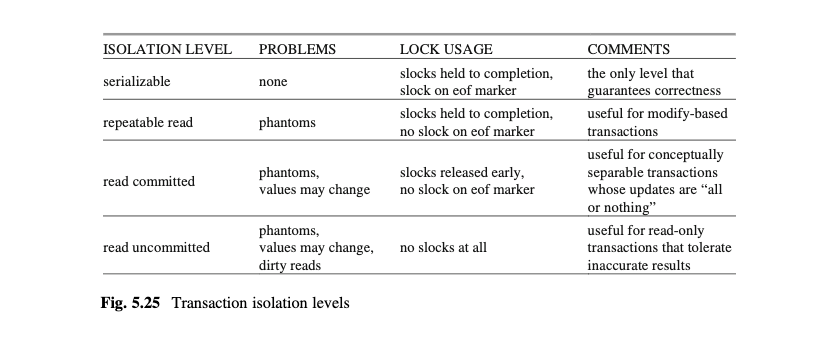 ISOLATION LEVEL PROBLEMS LOCK USAGE COMMENTS
serializable none slocks held to completion, slock on eof marker the only level that guarantees correctness
repeatable read phantoms slocks held to completion, no slock on eof marker useful for modify-based transactions
read committed phantoms, values may change slocks released early, no slock on eof marker useful for conceptually separable transactions whose updates are “all or nothing”
read uncommitted phantoms, values may change, dirty reads no slocks at all useful for read-only transactions that tolerate inaccurate results
Fig. 5.25 Transaction isolation levels